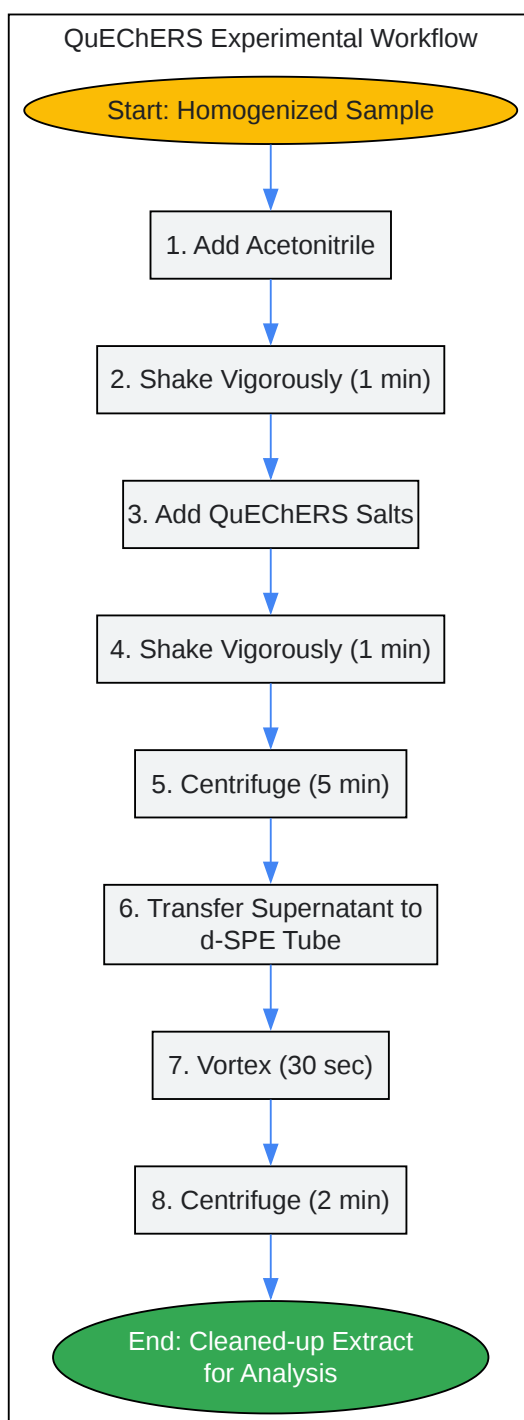 QuEChERS Experimental Workflow
Start: Homogenized Sample
1. Add Acetonitrile
2. Shake Vigorously (1 min)
3. Add QuEChERS Salts
4. Shake Vigorously (1 min)
5. Centrifuge (5 min)
6. Transfer Supernatant to
d-SPE Tube
7. Vortex (30 sec)
8. Centrifuge (2 min)
End: Cleaned-up Extract
for Analysis